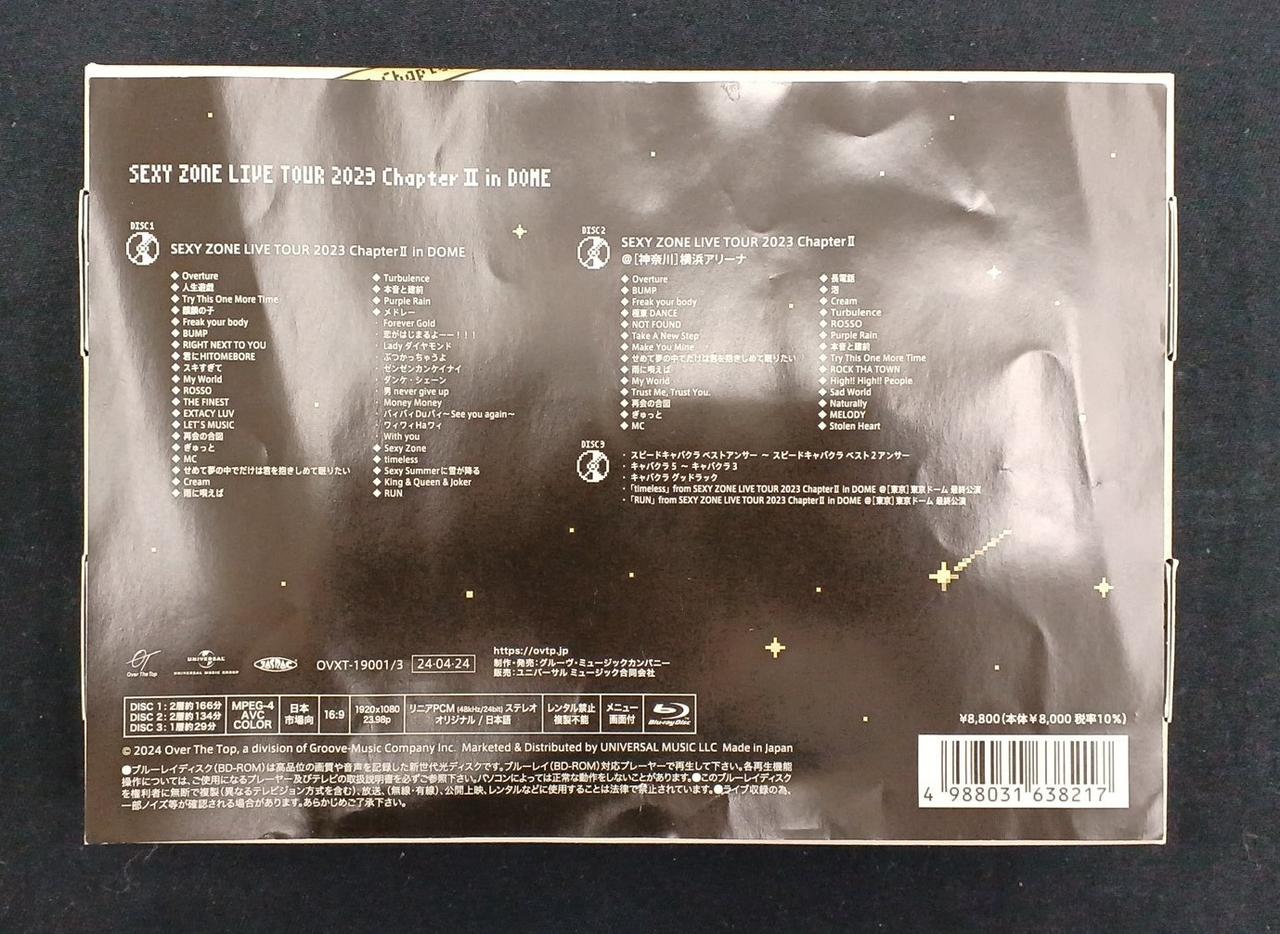 Chapte
SEXY ZONE LIVE TOUR 2023 Chapter Ⅱ in DOME
DISC1
SEXY ZONE LIVE TOUR 2023 ChapterⅡ in DOME
◆ Overture
◆ 人生遊戯
◆ Try This One More Time
◆ 麒麟の子
◆ Freak your body
◆ BUMP
◆ RIGHT NEXT TO YOU
◆ 君にHITOMEBORE
◆ スキすぎて
◆ My World
◆ ROSSO
◆ THE FINEST
◆ EXTACY LUV
◆ LET'S MUSIC
◆ 再会の合図
◆ ぎゅっと
◆ MC
◆ せめて夢の中でだけは君を抱きしめて眠りたい
◆ Cream
◆ 雨に唄えば
◆ Turbulence
◆ 本音と建前
◆ Purple Rain
◆ メドレー
・ Forever Gold
・ 恋がはじまるよーー！！！
・ Lady ダイヤモンド
・ ぶつかっちゃうよ
・ ゼンゼンカンケイナイ
・ ダンケ・シェーン
・ 男 never give up
・ Money Money
・ バィバィDuバィ～See you again～
・ ウィウィHaウィ
・ With you
◆ Sexy Zone
◆ timeless
◆ Sexy Summerに雪が降る
◆ King & Queen & Joker
◆ RUN
DISC2
SEXY ZONE LIVE TOUR 2023 ChapterⅡ
@［神奈川］横浜アリーナ
◆ Overture
◆ BUMP
◆ Freak your body
◆ 極東 DANCE
◆ NOT FOUND
◆ Take A New Step
◆ Make You Mine
◆ せめて夢の中でだけは君を抱きしめて眠りたい
◆ 雨に唄えば
◆ My World
◆ Trust Me, Trust You.
◆ 再会の合図
◆ ぎゅっと
◆ MC
◆ 長電話
◆ 泡
◆ Cream
◆ Turbulence
◆ ROSSO
◆ Purple Rain
◆ 本音と建前
◆ Try This One More Time
◆ ROCK THA TOWN
◆ High!! High!! People
◆ Sad World
◆ Naturally
◆ MELODY
◆ Stolen Heart
DISC3
・ スピードキャパクラ ベストアンサー ～ スピードキャパクラ ベスト2アンサー
・ キャパクラ 5 ～ キャパクラ 3
・ キャパクラ グッドラック
・ 「timeless」 from SEXY ZONE LIVE TOUR 2023 ChapterⅡ in DOME @［東京］東京ドーム 最終公演
・ 「RUN」 from SEXY ZONE LIVE TOUR 2023 ChapterⅡ in DOME @［東京］東京ドーム 最終公演
OT
Over The Top
UNIVERSAL
UNIVERSAL MUSIC GROUP
JASRAC
OVXT-19001/3
24･04･24
https://ovtp.jp
制作・発売：グルーヴ・ミュージックカンパニー
販売：ユニバーサル ミュージック合同会社
DISC 1：2層約166分
DISC 2：2層約134分
DISC 3：1層約29分
MPEG-4
AVC
COLOR
日本
市場向
16:9
1920x1080
23.98p
リニアPCM (48kHz/24bit) ステレオ
オリジナル / 日本語
レンタル禁止
複製不能
メニュー
画面付
Blu-ray Disc
¥8,800(本体¥8,000 税率10%)
© 2024 Over The Top, a division of Groove-Music Company Inc. Marketed & Distributed by UNIVERSAL MUSIC LLC Made in Japan
●ブルーレイディスク(BD-ROM)は高品位の画質や音声を記録した新世代光ディスクです。ブルーレイ(BD-ROM)対応プレーヤーで再生して下さい。各再生機能
操作については、ご使用になるプレーヤー及びテレビの取扱説明書を必ずご参照下さい。パソコンによっては正常な動作をしないことがあります。●このブルーレイディスク
を権利者に無断で複製(異なるテレビジョン方式を含む)、放送、(無線・有線)、公開上映、レンタルなどに使用することは法律で禁止されています。●ライブ収録の為、
一部ノイズ等が確認される場合があります。あらかじめご了承下さい。
4 988031 638217